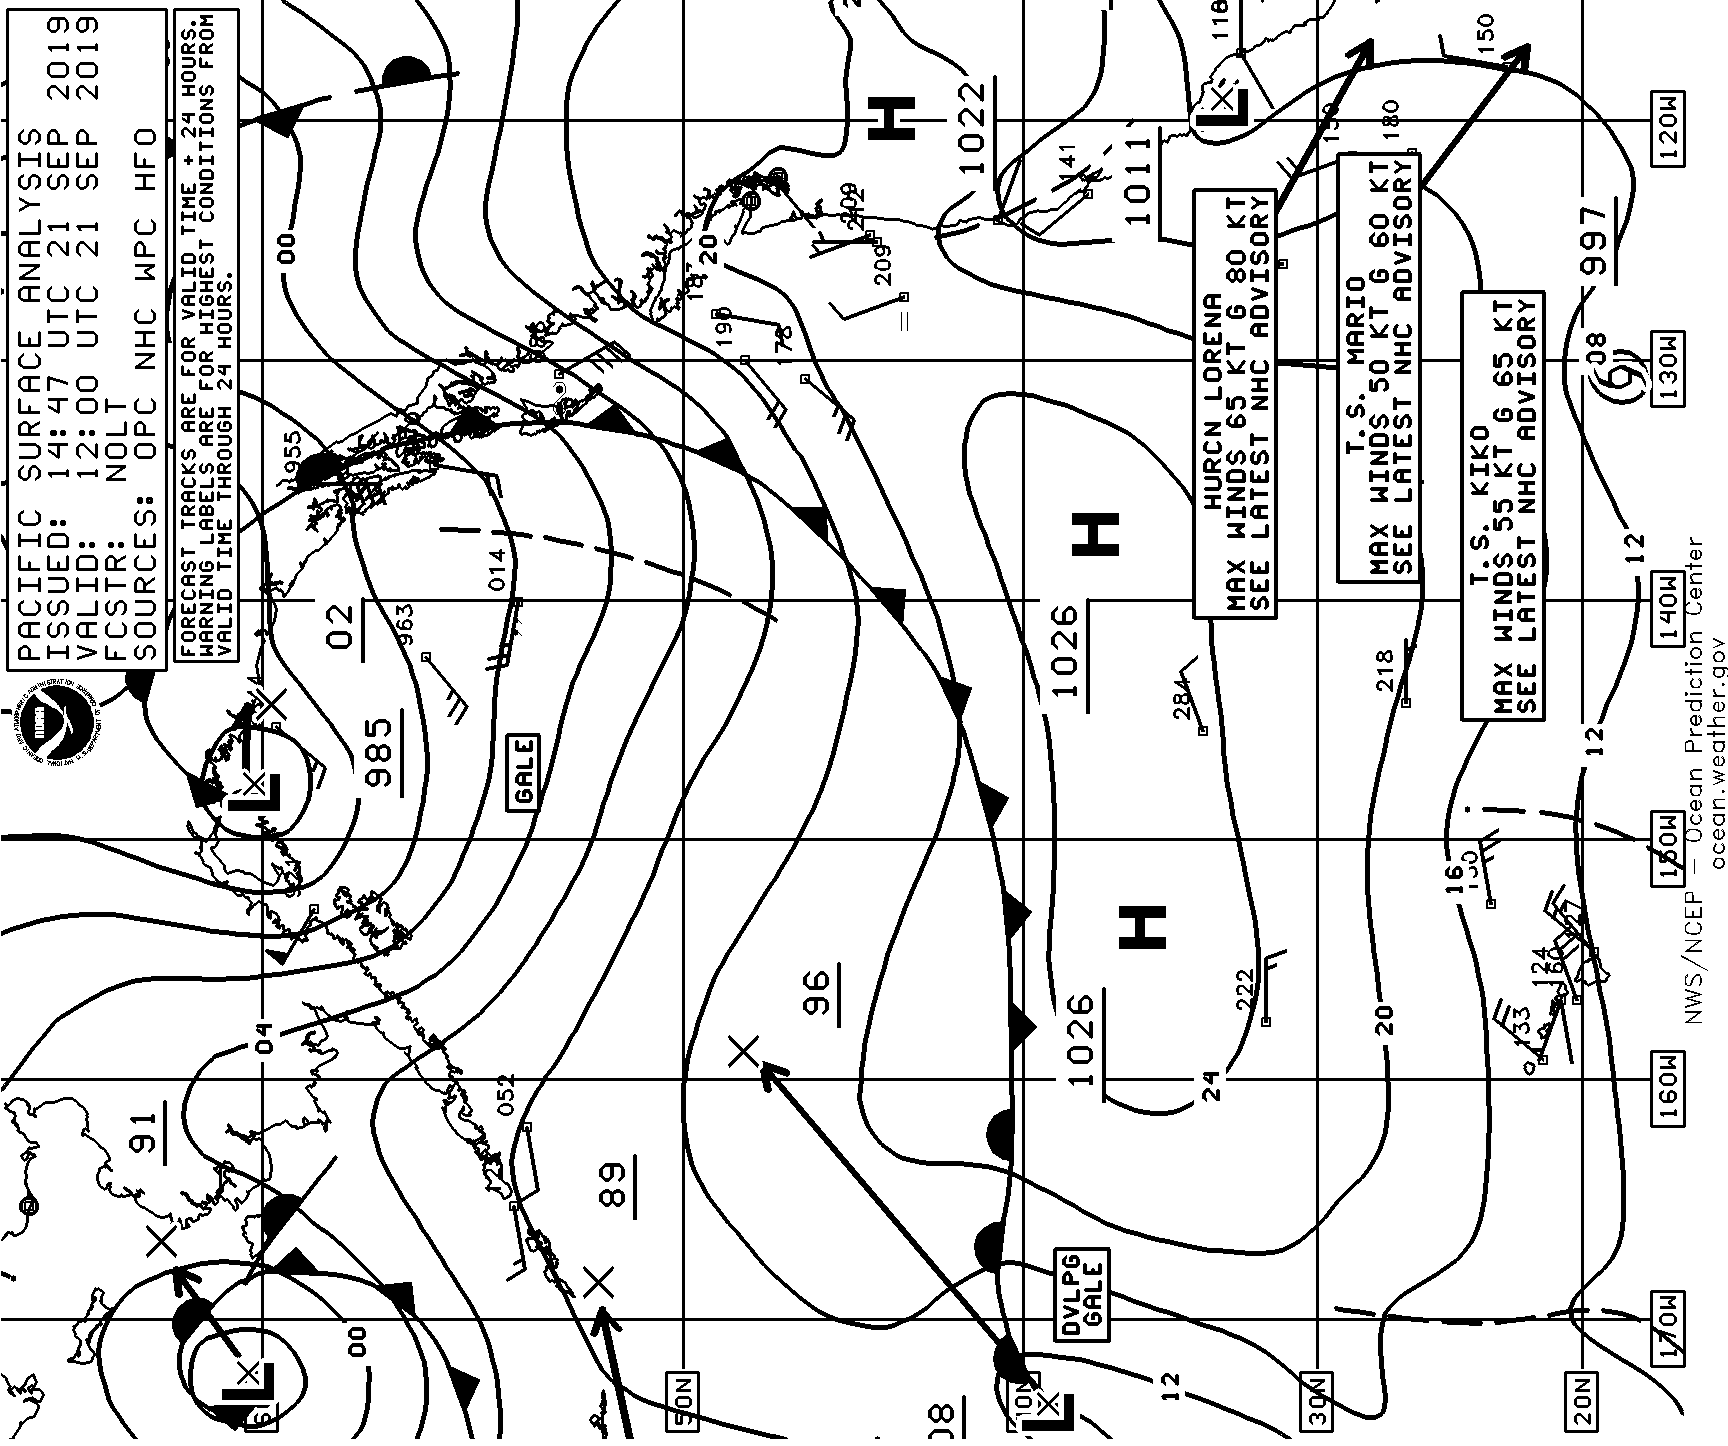 PACIFIC SURFACE ANALYSIS
ISSUED: 14:47 UTC 21 SEP 2019
VALID: 12:00 UTC 21 SEP 2019
FCSTR: NOLT
SOURCES: OPC NHC WPC HFO
FORECAST TRACKS ARE FOR VALID TIME + 24 HOURS.
WARNING LABELS ARE FOR HIGHEST CONDITIONS FROM
VALID TIME THROUGH 24 HOURS.
00
955
02
963
014
985
GALE
04
91
052
89
00
50N
96
20
187
190
178
209
209
H
1022
141
1011
118
L
150
180
150
HURCN LORENA
MAX WINDS 65 KT G 80 KT
SEE LATEST NHC ADVISORY
T.S. MARIO
MAX WINDS 50 KT G 60 KT
SEE LATEST NHC ADVISORY
T.S. KIKO
MAX WINDS 55 KT G 65 KT
SEE LATEST NHC ADVISORY
997
08
12
12
H
1026
284
218
H
1026
222
24
20
16
124
133
DVLPG
GALE
12
L
L
L
30N
20N
120W
130W
140W
150W
160W
170W
NWS/NCEP – Ocean Prediction Center
ocean.weather.gov